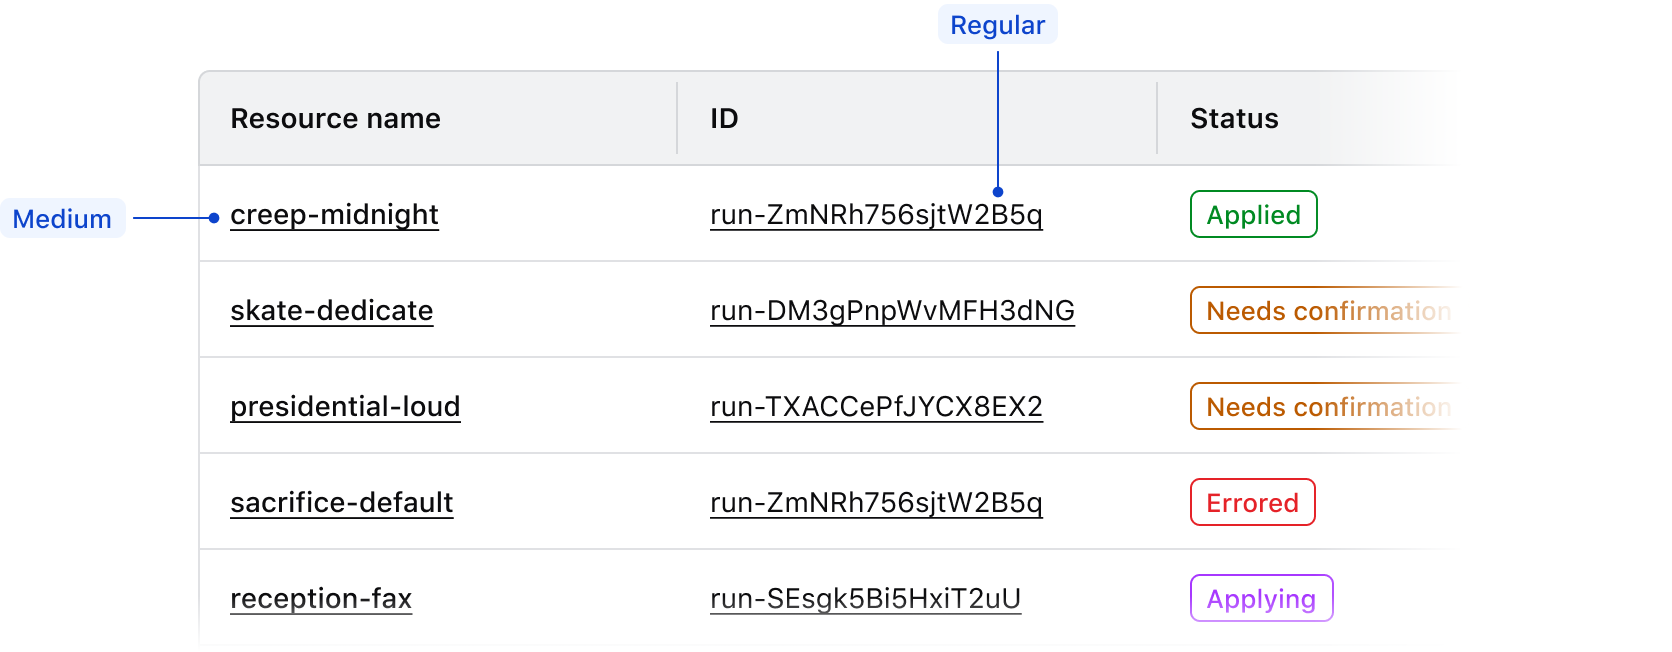 Regular
Resource name ID Status
Medium
creep-midnight run-ZmNRh756sjtW2B5q Applied
skate-dedicate run-DM3gPnpWvMFH3dNG Needs confirmation
presidential-loud run-TXACCePfJYCX8EX2 Needs confirmation
sacrifice-default run-ZmNRh756sjtW2B5q Errored
reception-fax run-SEsgk5Bi5HxiT2uU Applying